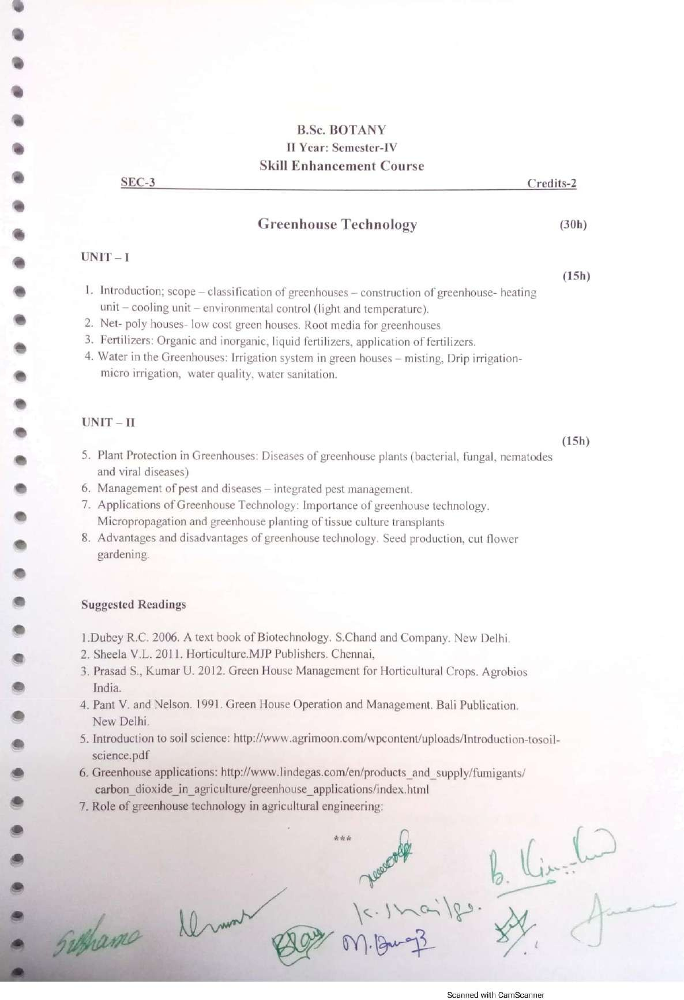 B.Sc. BOTANY
II Year: Semester-IV
Skill Enhancement Course
SEC-3 Credits-2
Greenhouse Technology (30h)
UNIT – I
(15h)
1. Introduction; scope – classification of greenhouses – construction of greenhouse- heating
unit – cooling unit – environmental control (light and temperature).
2. Net- poly houses- low cost green houses. Root media for greenhouses
3. Fertilizers: Organic and inorganic, liquid fertilizers, application of fertilizers.
4. Water in the Greenhouses: Irrigation system in green houses – misting, Drip irrigation-
micro irrigation, water quality, water sanitation.
UNIT – II
(15h)
5. Plant Protection in Greenhouses: Diseases of greenhouse plants (bacterial, fungal, nematodes
and viral diseases)
6. Management of pest and diseases – integrated pest management.
7. Applications of Greenhouse Technology: Importance of greenhouse technology.
Micropropagation and greenhouse planting of tissue culture transplants
8. Advantages and disadvantages of greenhouse technology. Seed production, cut flower
gardening.
Suggested Readings
1.Dubey R.C. 2006. A text book of Biotechnology. S.Chand and Company. New Delhi.
2. Sheela V.L. 2011. Horticulture.MJP Publishers. Chennai,
3. Prasad S., Kumar U. 2012. Green House Management for Horticultural Crops. Agrobios
India.
4. Pant V. and Nelson. 1991. Green House Operation and Management. Bali Publication.
New Delhi.
5. Introduction to soil science: http://www.agrimoon.com/wpcontent/uploads/Introduction-tosoil-
science.pdf
6. Greenhouse applications: http://www.lindegas.com/en/products_and_supply/fumigants/
carbon_dioxide_in_agriculture/greenhouse_applications/index.html
7. Role of greenhouse technology in agricultural engineering:
***
Scanned with CamScanner